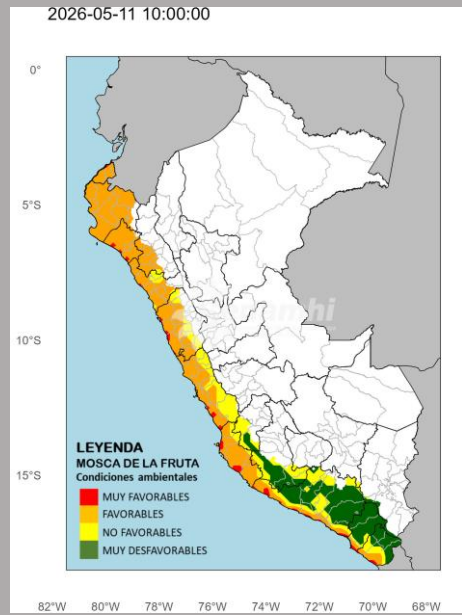 2026-05-11 10:00:00
0°
5°S
10°S
15°S
senamhi
LEYENDA
MOSCA DE LA FRUTA
Condiciones ambientales
MUY FAVORABLES
FAVORABLES
NO FAVORABLES
MUY DESFAVORABLES
82°W 80°W 78°W 76°W 74°W 72°W 70°W 68°W